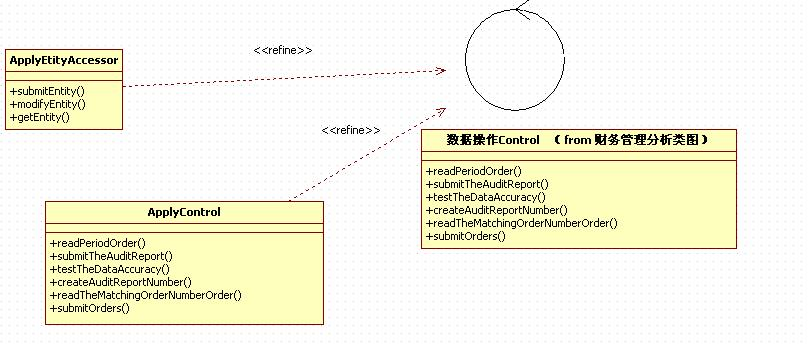 <<refine>>
ApplyEtityAccessor
+submitEntity()
+modifyEntity()
+getEntity()
<<refine>>
数据操作Control （from 财务管理分析类图）
+readPeriodOrder()
+submitTheAuditReport()
+testTheDataAccuracy()
+createAuditReportNumber()
+readTheMatchingOrderNumberOrder()
+submitOrders()
ApplyControl
+readPeriodOrder()
+submitTheAuditReport()
+testTheDataAccuracy()
+createAuditReportNumber()
+readTheMatchingOrderNumberOrder()
+submitOrders()